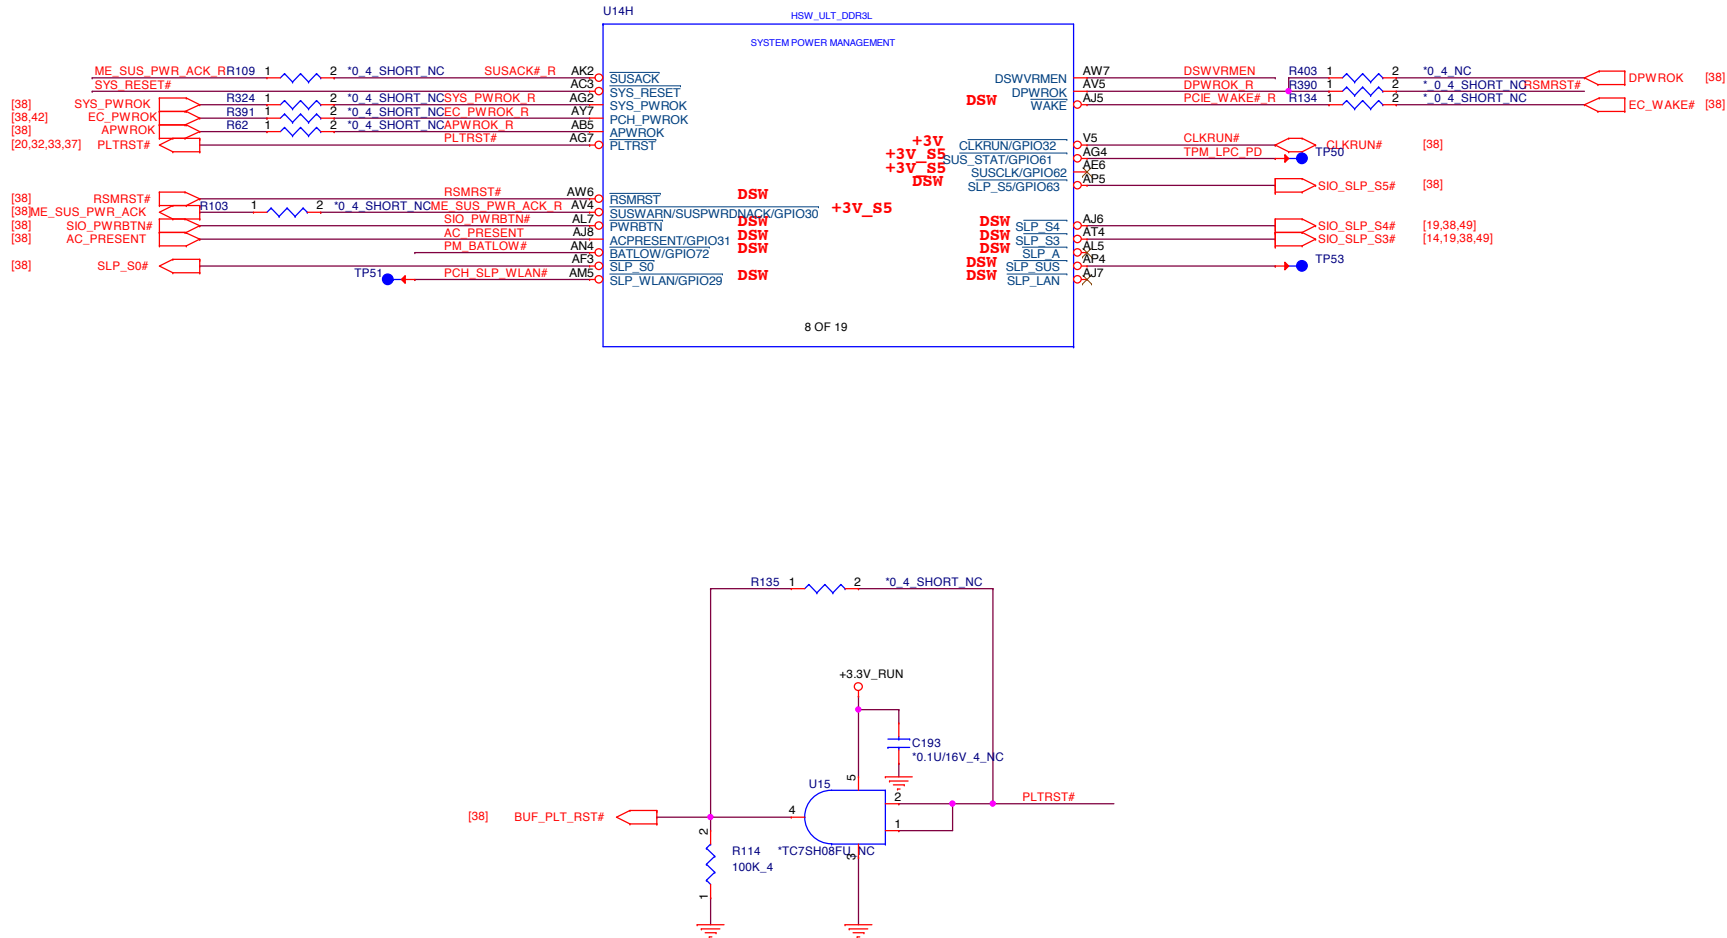 U14H
HSW_ULT_DDR3L
SYSTEM POWER MANAGEMENT
ME_SUS_PWR_ACK_R R109 1 2 *0_4_SHORT_NC SUSACK#_R AK2 SUSACK
SYS_RESET# AC3 SYS_RESET
[38] SYS_PWROK R324 1 2 *0_4_SHORT_NC SYS_PWROK_R AG2 SYS_PWROK
[38,42] EC_PWROK R391 1 2 *0_4_SHORT_NC EC_PWROK_R AY7 PCH_PWROK
[38] APWROK R62 1 2 *0_4_SHORT_NC APWROK_R AB5 APWROK
[20,32,33,37] PLTRST# PLTRST# AG7 PLTRST
[38] RSMRST# RSMRST# AW6 RSMRST DSW
[38] ME_SUS_PWR_ACK R103 1 2 *0_4_SHORT_NC ME_SUS_PWR_ACK_R AV4 SUSWARN/SUSPWRDNACK/GPIO30 +3V_S5
[38] SIO_PWRBTN# SIO_PWRBTN# AL7 PWRBTN DSW
[38] AC_PRESENT AC_PRESENT AJ8 ACPRESENT/GPIO31 DSW
PM_BATLOW# AN4 BATLOW/GPIO72 DSW
[38] SLP_S0# AF3 SLP_S0
TP51 PCH_SLP_WLAN# AM5 SLP_WLAN/GPIO29 DSW
DSWVRMEN AW7 DSWVRMEN R403 1 2 *0_4_NC DPWROK [38]
DPWROK AV5 DPWROK_R R390 1 2 *_0_4_SHORT_NC RSMRST#
DSW WAKE AJ5 PCIE_WAKE#_R R134 1 2 *_0_4_SHORT_NC EC_WAKE# [38]
+3V CLKRUN/GPIO32 V5 CLKRUN# CLKRUN# [38]
+3V_S5 SUS_STAT/GPIO61 AG4 TPM_LPC_PD TP50
+3V_S5 SUSCLK/GPIO62 AE6
DSW SLP_S5/GPIO63 AP5 SIO_SLP_S5# [38]
DSW SLP_S4 AJ6 SIO_SLP_S4# [19,38,49]
DSW SLP_S3 AT4 SIO_SLP_S3# [14,19,38,49]
DSW SLP_A AL5
DSW SLP_SUS AP4 TP53
DSW SLP_LAN AJ7
8 OF 19
R135 1 2 *0_4_SHORT_NC
+3.3V_RUN
C193
*0.1U/16V_4_NC
U15
5
2 PLTRST#
[38] BUF_PLT_RST# 4
1
2
R114 *TC7SH08FU_NC
3
100K_4
1